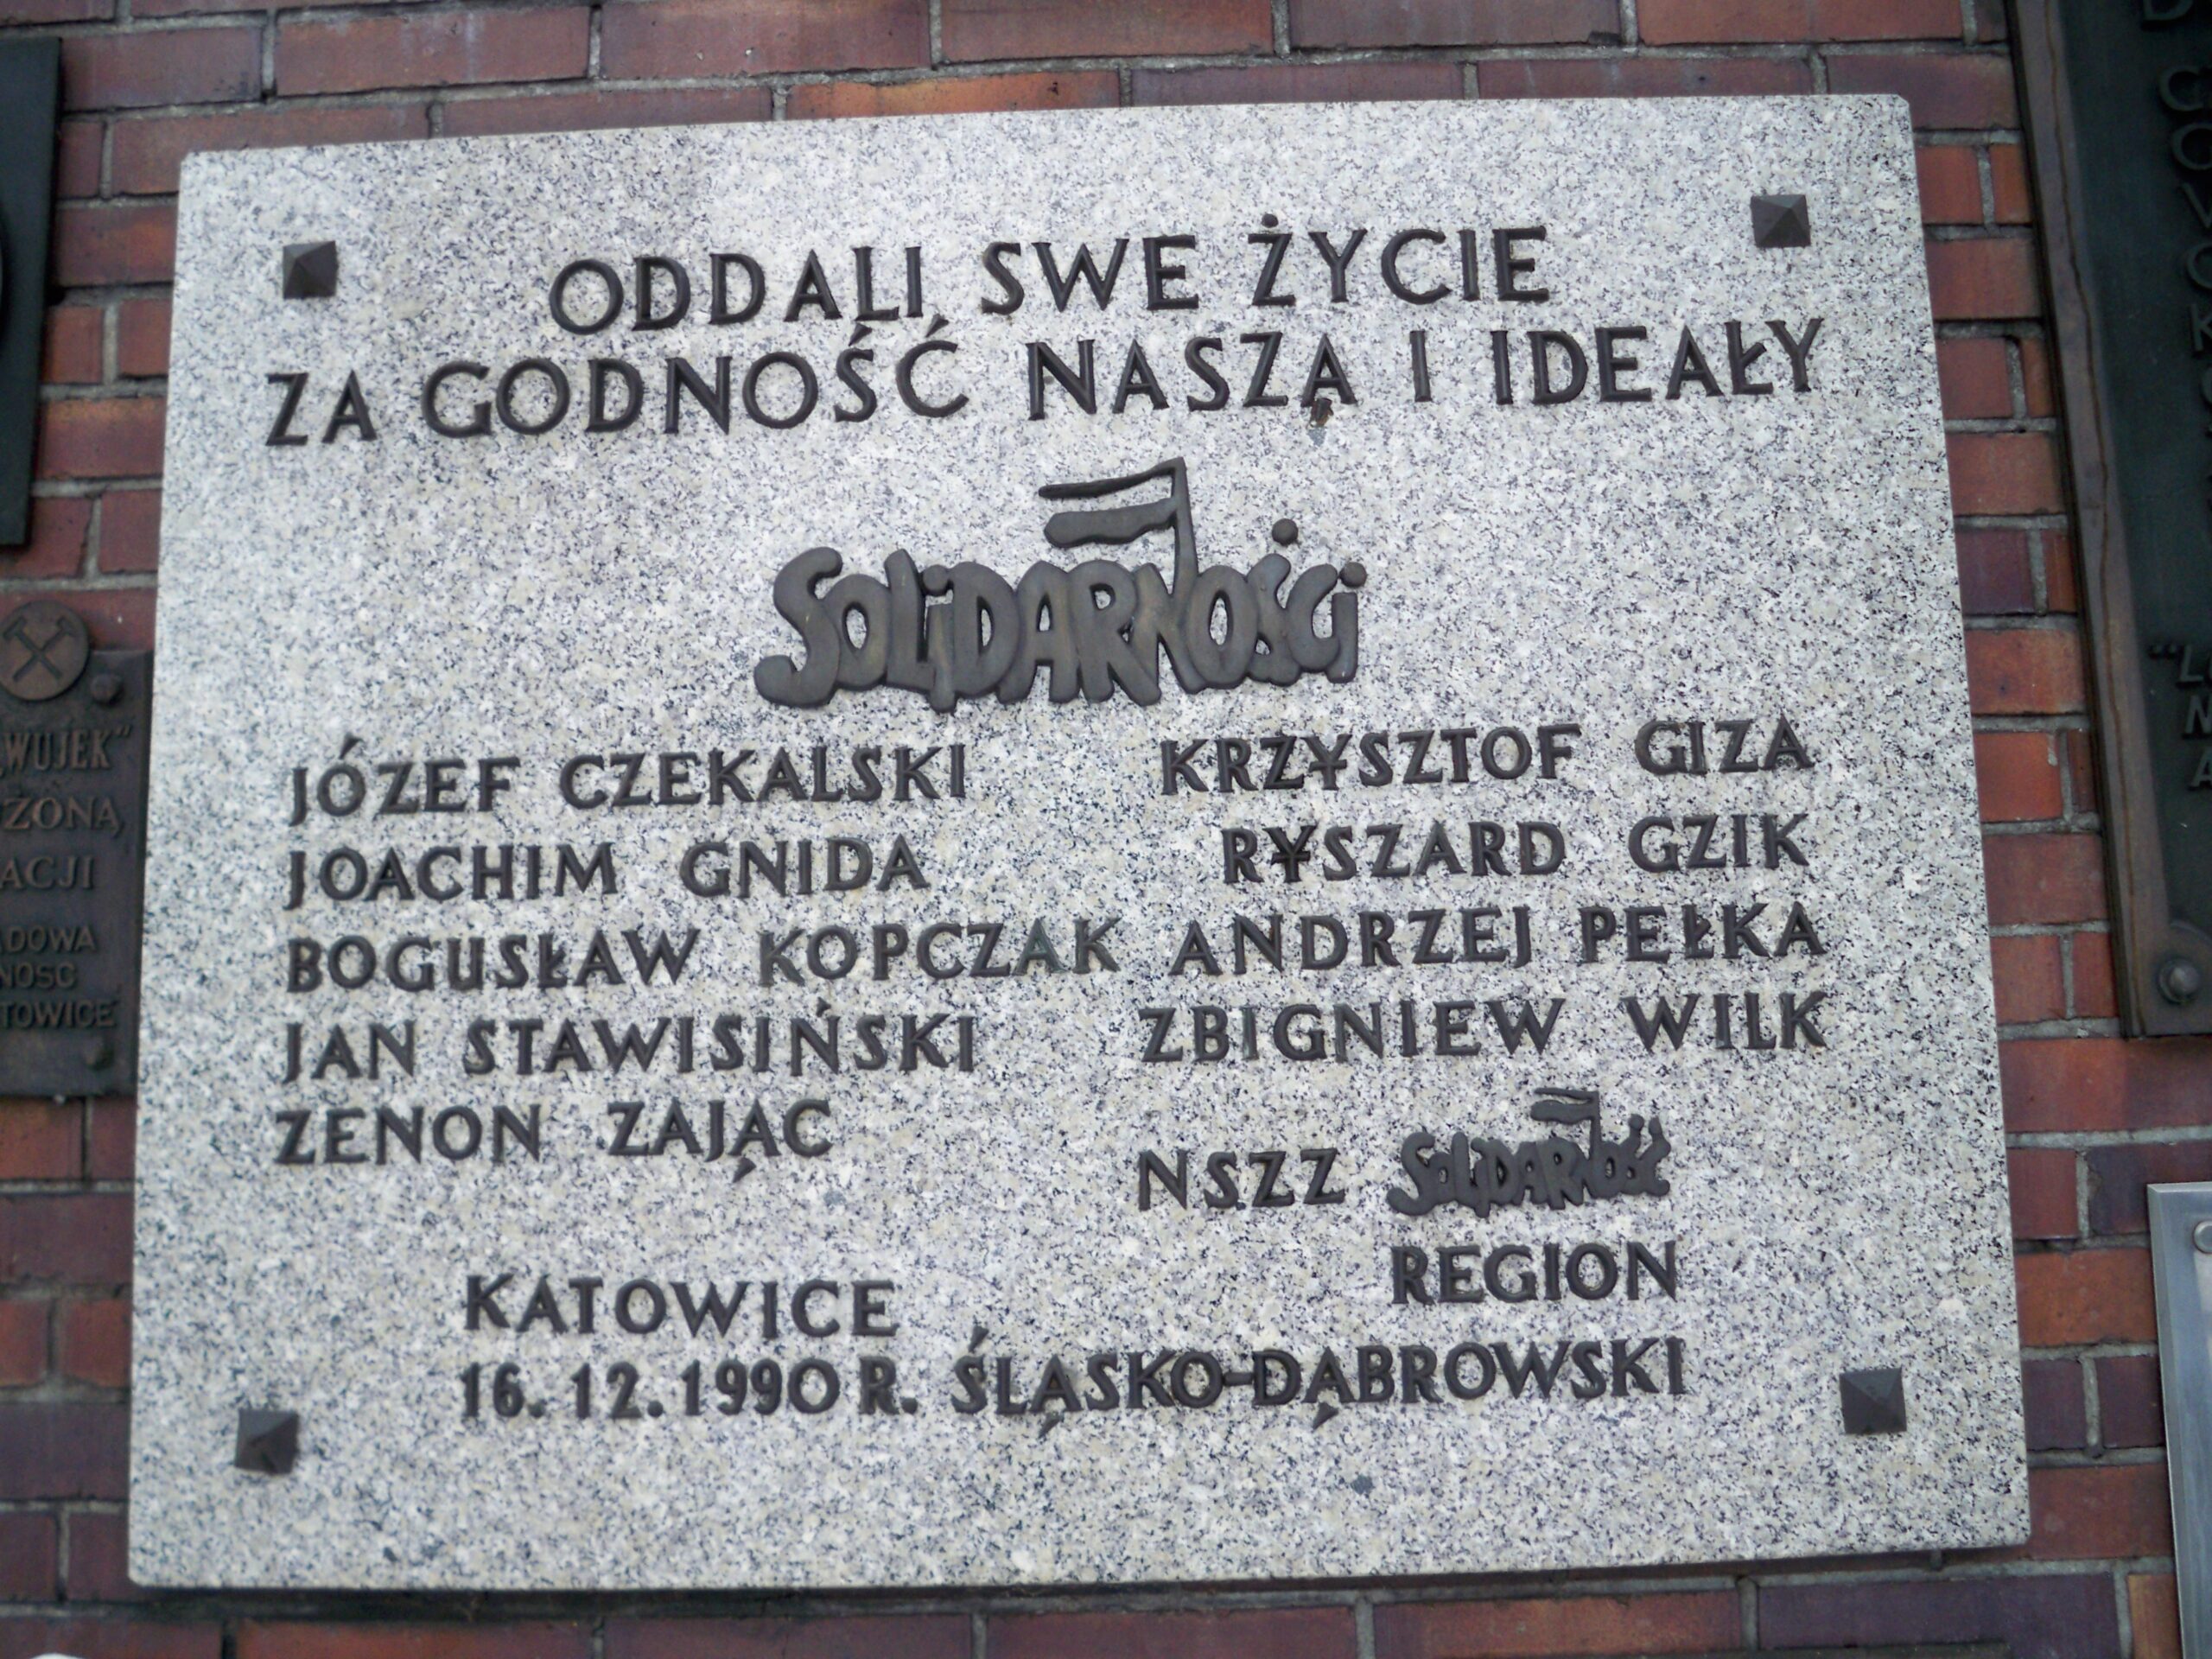 ODDALI SWE ŻYCIE
ZA GODNOŚĆ NASZĄ I IDEAŁY
SOLIDARNOŚCI
JÓZEF CZEKALSKI
JOACHIM GNIDA
BOGUSŁAW KOPCZAK
JAN STAWISIŃSKI
ZENON ZAJĄC
KRZYSZTOF GIZA
RYSZARD GZIK
ANDRZEJ PEŁKA
ZBIGNIEW WILK
NSZZ SOLIDARNOŚĆ
REGION
ŚLĄSKO-DĄBROWSKI
KATOWICE
16.12.1990 R.
„WUJEK”